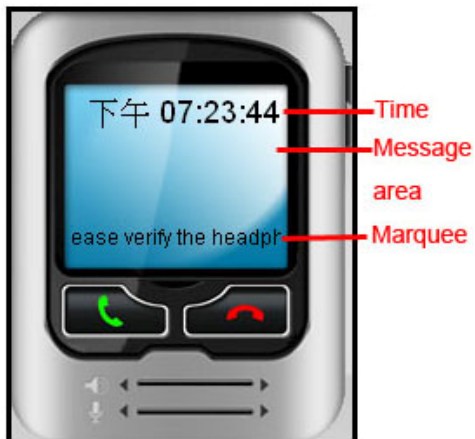 下午 07:23:44
Time
Message
area
ease verify the headph
Marquee